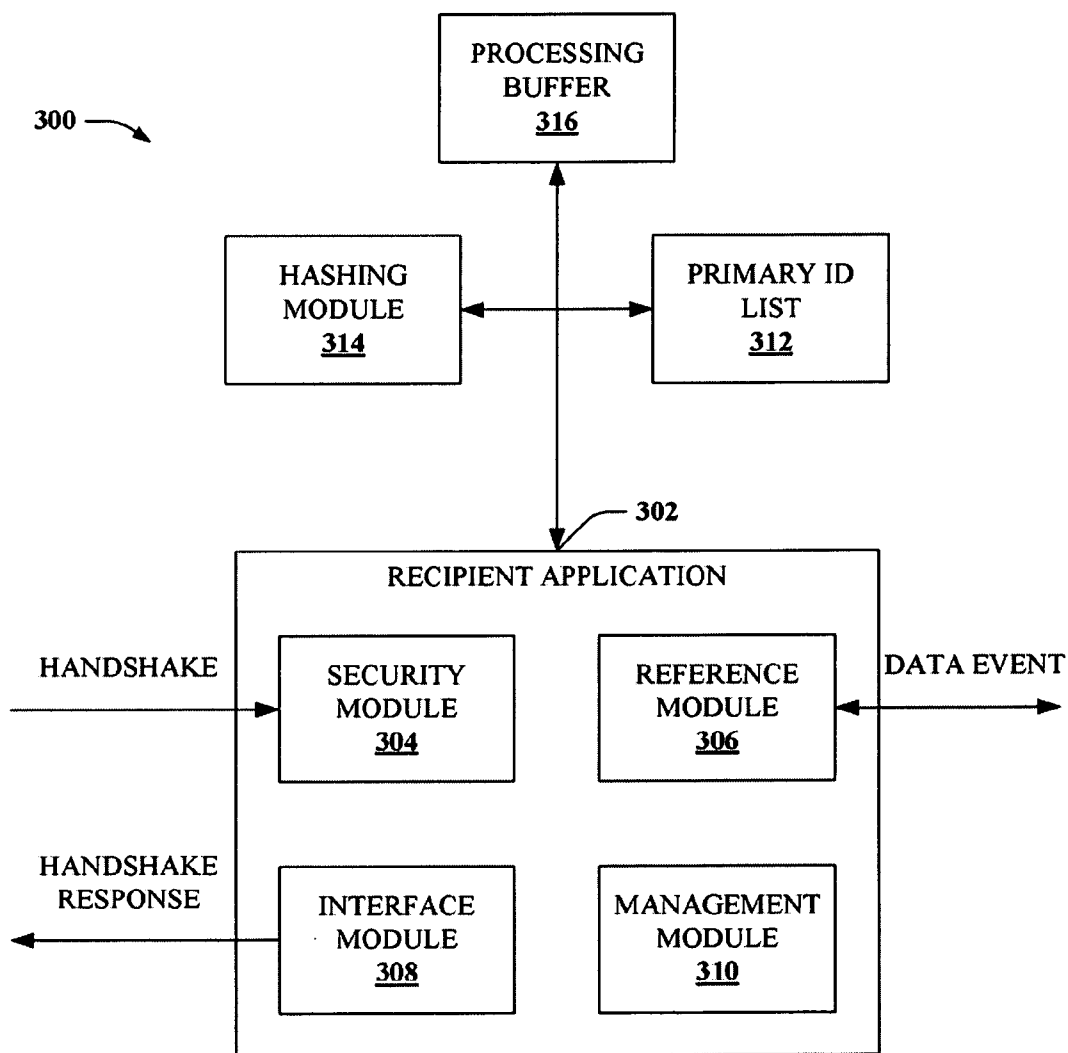 PROCESSING
BUFFER
316
300
HASHING
MODULE
314
PRIMARY ID
LIST
312
302
RECIPIENT APPLICATION
HANDSHAKE
SECURITY
MODULE
304
REFERENCE
MODULE
306
DATA EVENT
HANDSHAKE
RESPONSE
INTERFACE
MODULE
308
MANAGEMENT
MODULE
310